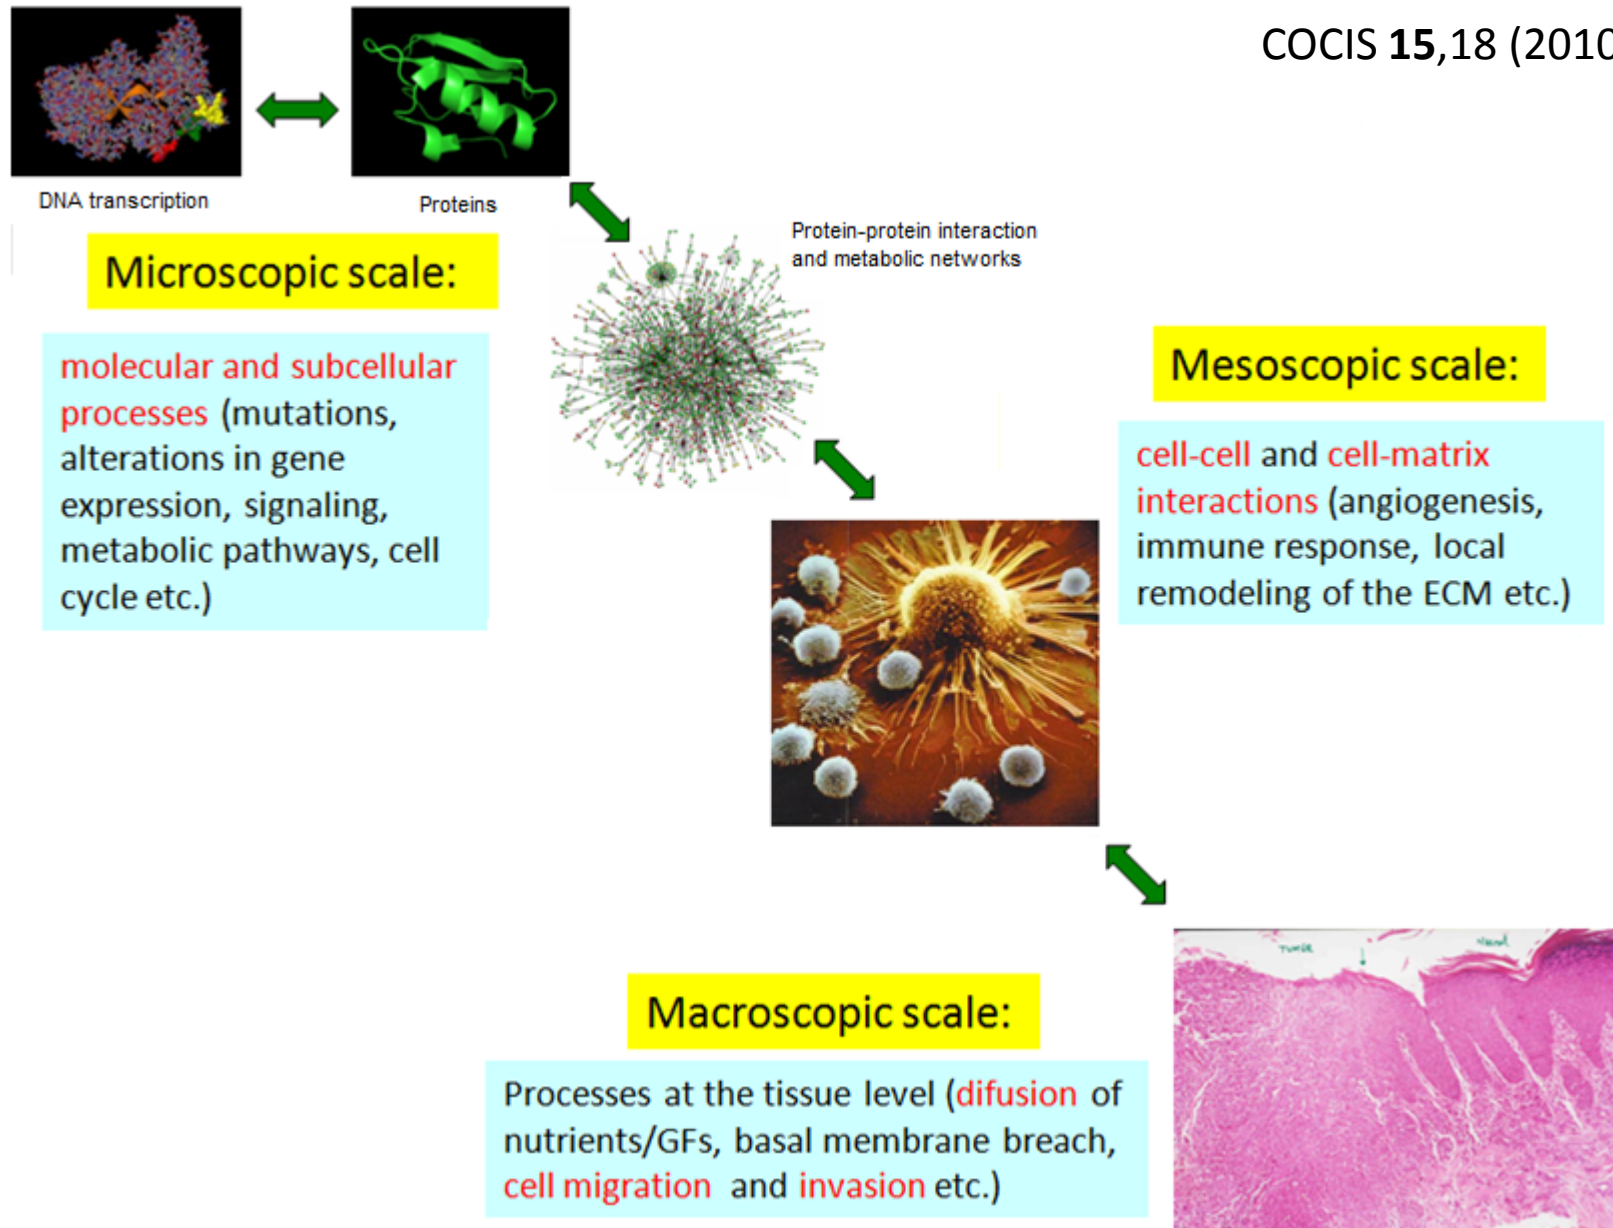 COCIS 15,18 (2010
DNA transcription
Proteins
Protein-protein interaction
and metabolic networks
Microscopic scale:
molecular and subcellular
processes (mutations,
alterations in gene
expression, signaling,
metabolic pathways, cell
cycle etc.)
Mesoscopic scale:
cell-cell and cell-matrix
interactions (angiogenesis,
immune response, local
remodeling of the ECM etc.)
Macroscopic scale:
Processes at the tissue level (difusion of
nutrients/GFs, basal membrane breach,
cell migration and invasion etc.)